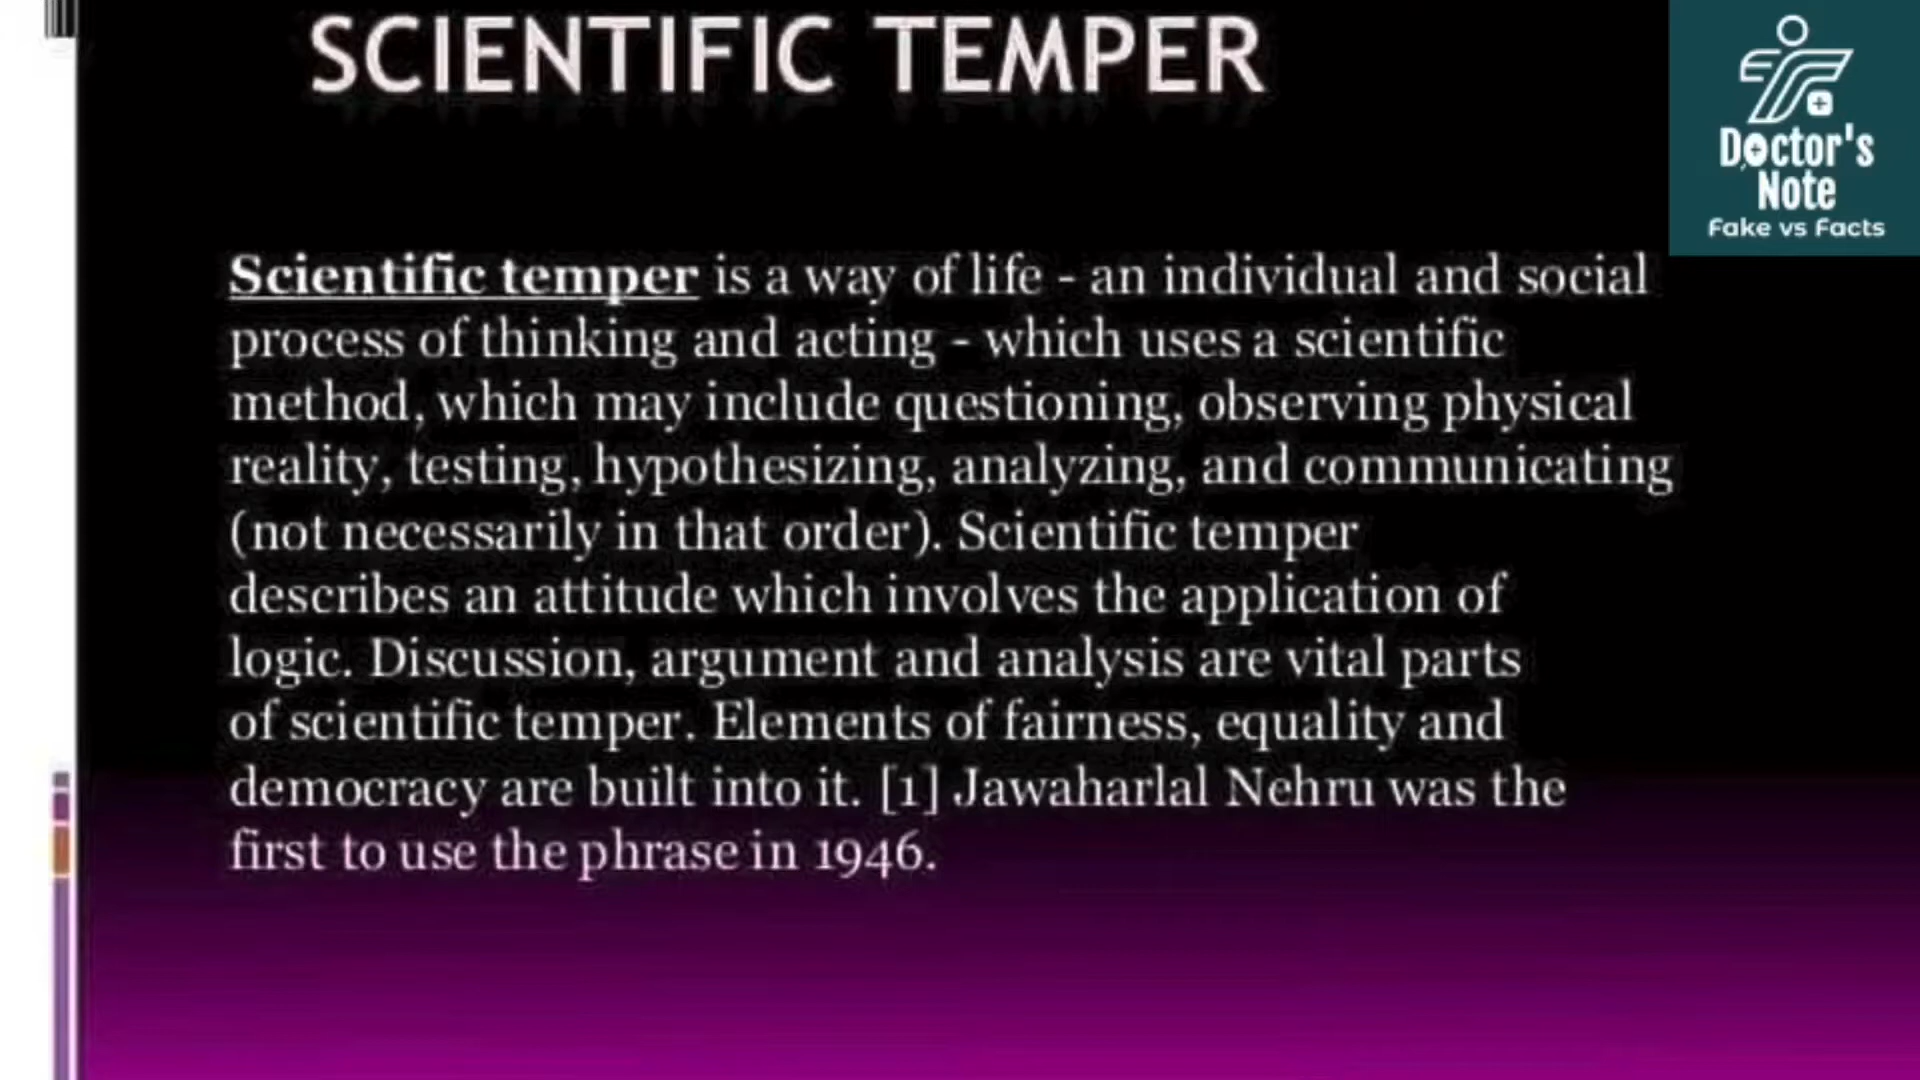 SCIENTIFIC TEMPER
Doctor's
Note
Fake vs Facts
Scientific temper is a way of life - an individual and social
process of thinking and acting - which uses a scientific
method, which may include questioning, observing physical
reality, testing, hypothesizing, analyzing, and communicating
(not necessarily in that order). Scientific temper
describes an attitude which involves the application of
logic. Discussion, argument and analysis are vital parts
of scientific temper. Elements of fairness, equality and
democracy are built into it. [1] Jawaharlal Nehru was the
first to use the phrase in 1946.